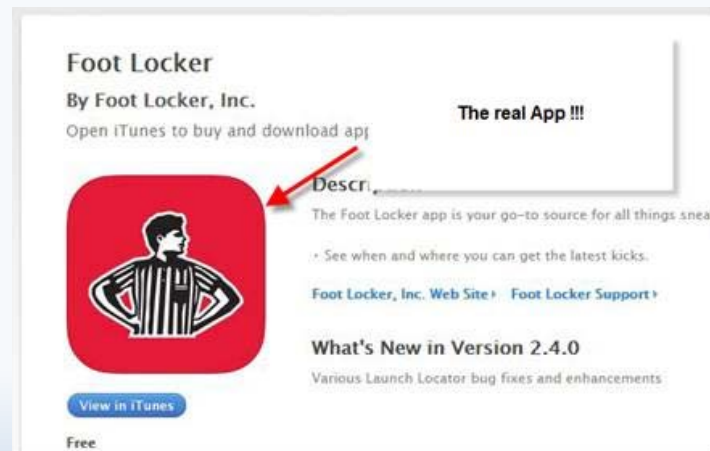 Foot Locker
By Foot Locker, Inc.
Open iTunes to buy and download
The real App !!!
The Foot Locker app is your go-to source for all things
• See when and where you can get the latest kicks.
Foot Locker, Inc. Web Site Foot Locker Support
What's New in Version 2.4.0
Various Launch Locator bug fixes and enhancements
View in iTunes
Free